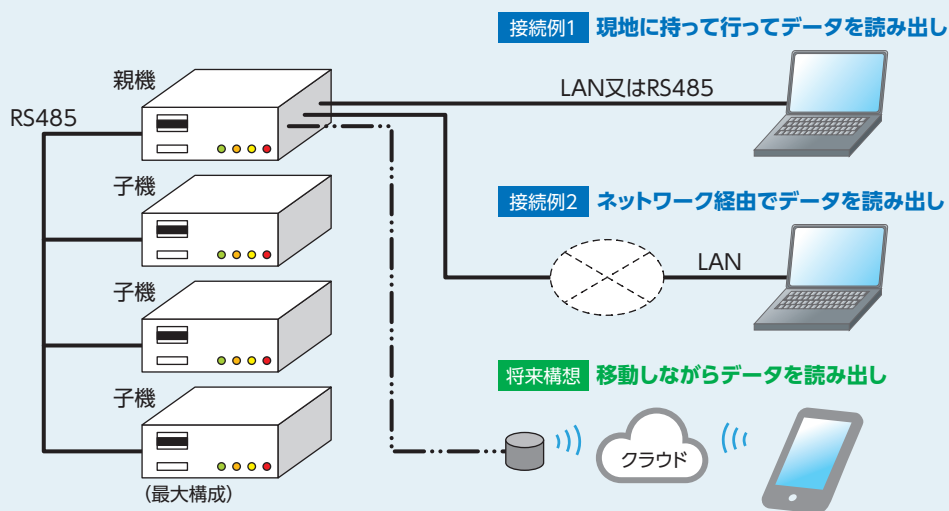 接続例1 現地に持って行ってデータを読み出し
親機
LAN又はRS485
RS485
子機
接続例2 ネットワーク経由でデータを読み出し
LAN
子機
将来構想 移動しながらデータを読み出し
子機
クラウド
(最大構成)